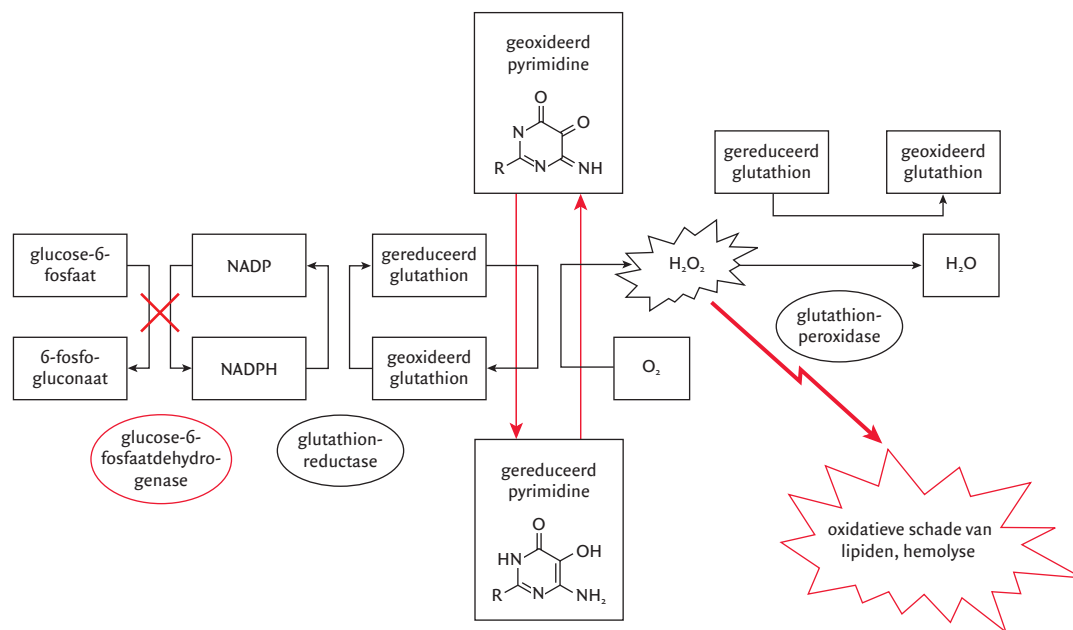 geoxideerd
pyrimidine
O
N
O
R
N
NH
gereduceerd
glutathion
geoxideerd
glutathion
glucose-6-
fosfaat
NADP
gereduceerd
glutathion
H₂O₂
H₂O
glutathion-
peroxidase
6-fosfo-
gluconaat
NADPH
geoxideerd
glutathion
O₂
glucose-6-
fosfaatdehydro-
genase
glutathion-
reductase
gereduceerd
pyrimidine
O
HN
OH
R
N
NH₂
oxidatieve schade van
lipiden, hemolyse